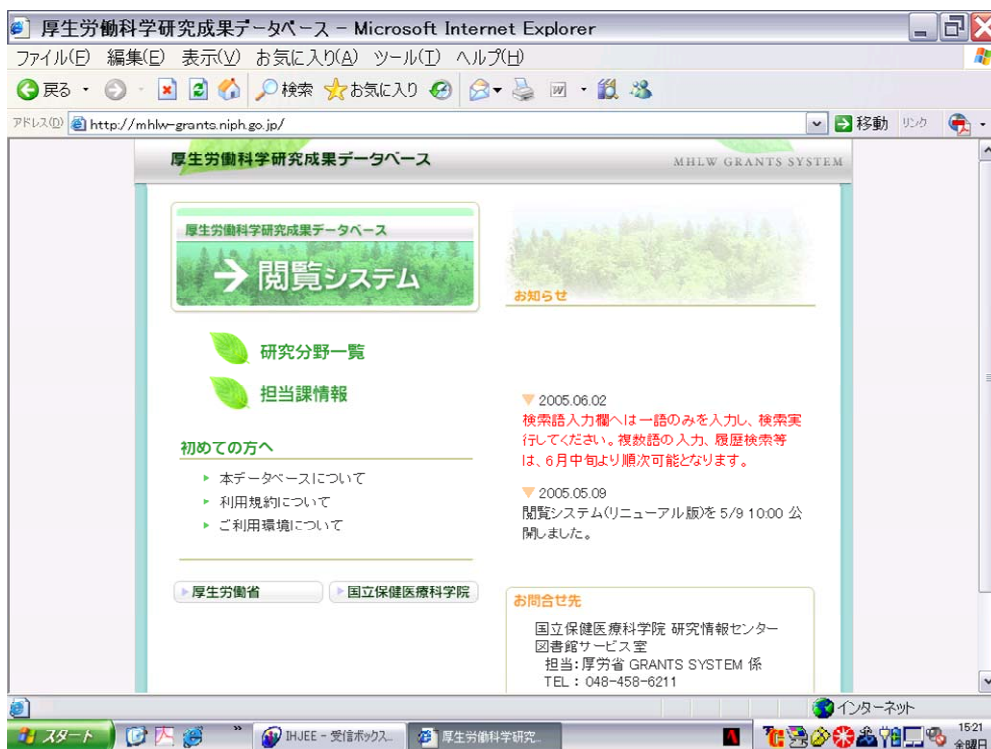 厚生労働科学研究成果データベース - Microsoft Internet Explorer
ファイル(F) 編集(E) 表示(V) お気に入り(A) ツール(T) ヘルプ(H)
戻る 検索 お気に入り
アドレス(D) http://mhlw-grants.niph.go.jp/ 移動 リンク
厚生労働科学研究成果データベース MHLW GRANTS SYSTEM
厚生労働科学研究成果データベース
閲覧システム
研究分野一覧
担当課情報
初めての方へ
本データベースについて
利用規約について
ご利用環境について
厚生労働省 国立保健医療科学院
お知らせ
2005.06.02
検索語入力欄へは一語のみを入力し、検索実
行してください。複数語の入力、履歴検索等
は、6月中旬より順次可能となります。
2005.05.09
閲覧システム(リニューアル版)を 5/9 10:00 公
開しました。
お問合せ先
国立保健医療科学院 研究情報センター
図書館サービス室
担当:厚労省 GRANTS SYSTEM 係
TEL : 048-458-6211
インターネット
スタート IHJEE - 受信ボックス... 厚生労働科学研究... 15:21
金曜日